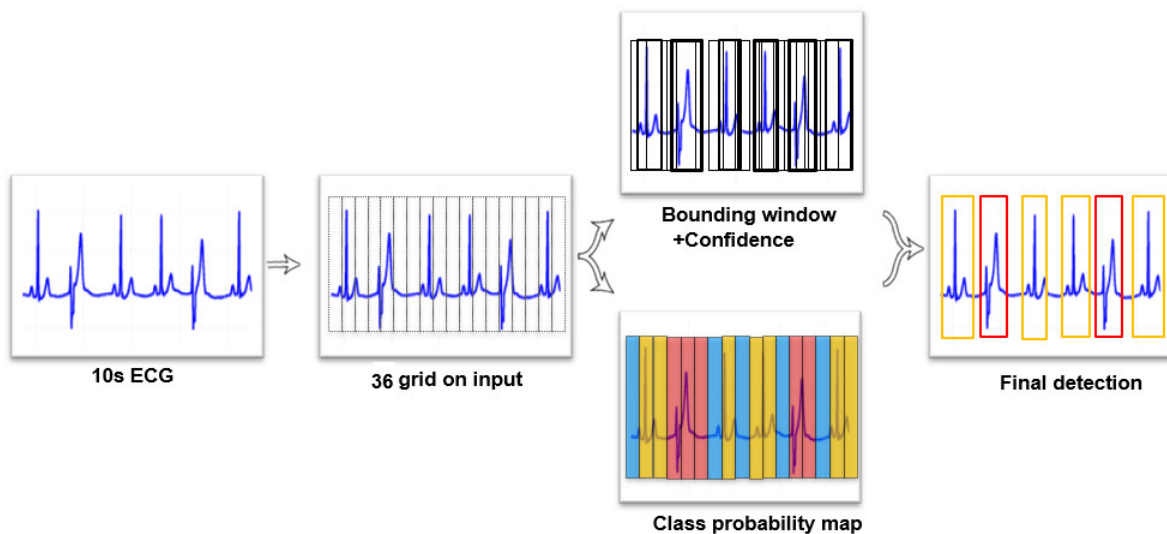 10s ECG
36 grid on input
Bounding window
+Confidence
Class probability map
Final detection